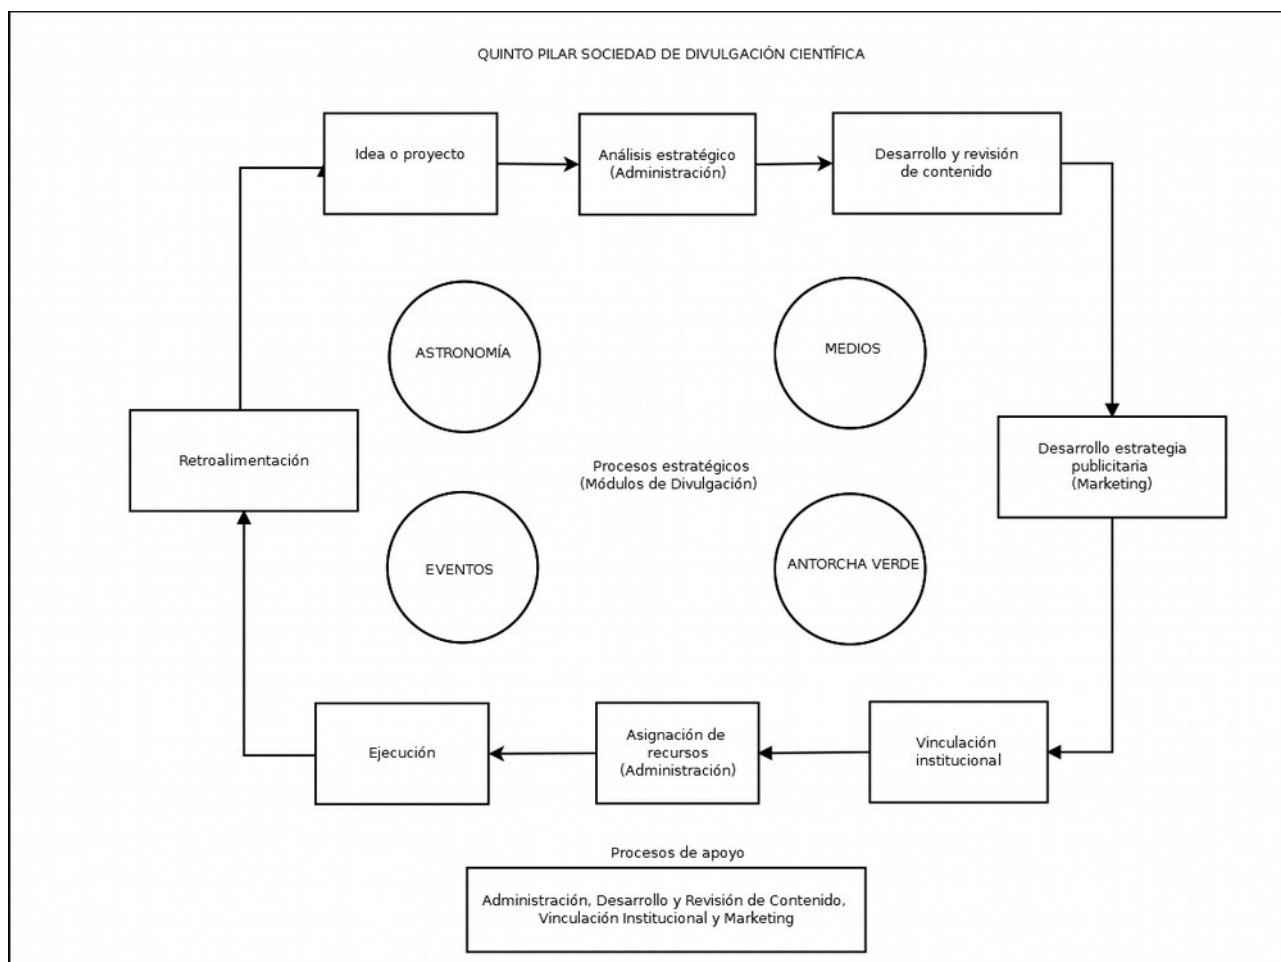 QUINTO PILAR SOCIEDAD DE DIVULGACIÓN CIENTÍFICA
Idea o proyecto
Análisis estratégico
(Administración)
Desarrollo y revisión
de contenido
ASTRONOMÍA
MEDIOS
Retroalimentación
Procesos estratégicos
(Módulos de Divulgación)
Desarrollo estrategia
publicitaria
(Marketing)
EVENTOS
ANTORCHA VERDE
Ejecución
Asignación de
recursos
(Administración)
Vinculación
institucional
Procesos de apoyo
Administración, Desarrollo y Revisión de Contenido,
Vinculación Institucional y Marketing